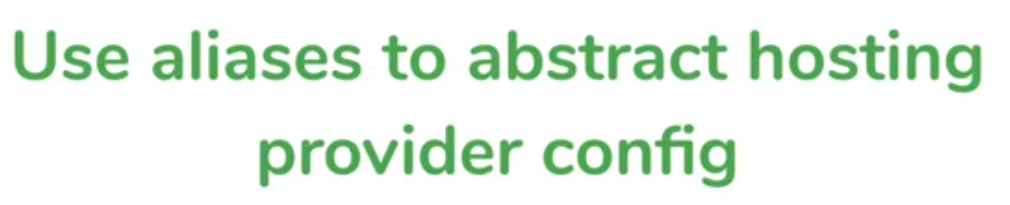 Use aliases to abstract hosting
provider config